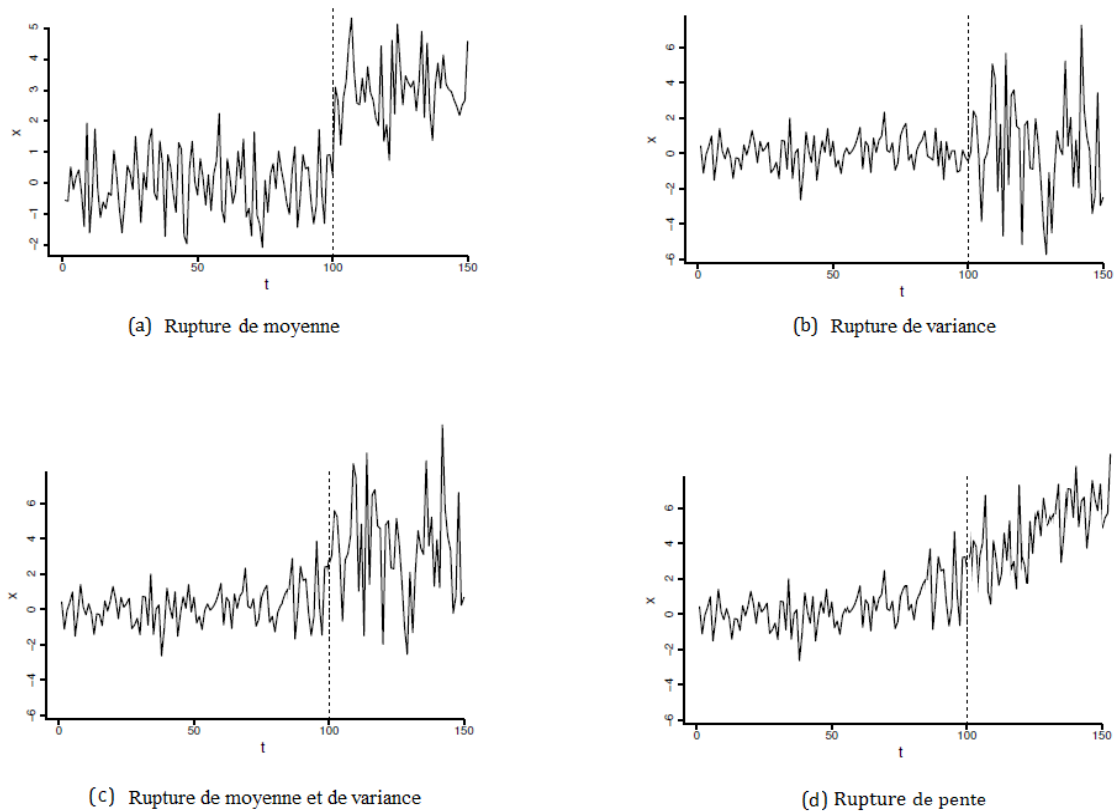 5
4
3
2
1
0
−1
−2
x
0 50 100 150
t
(a) Rupture de moyenne
6
4
2
0
−2
−4
−6
x
0 50 100 150
t
(b) Rupture de variance
6
4
2
0
−2
−4
−6
x
0 50 100 150
t
(c) Rupture de moyenne et de variance
6
4
2
0
−2
−4
−6
x
0 50 100 150
t
(d) Rupture de pente